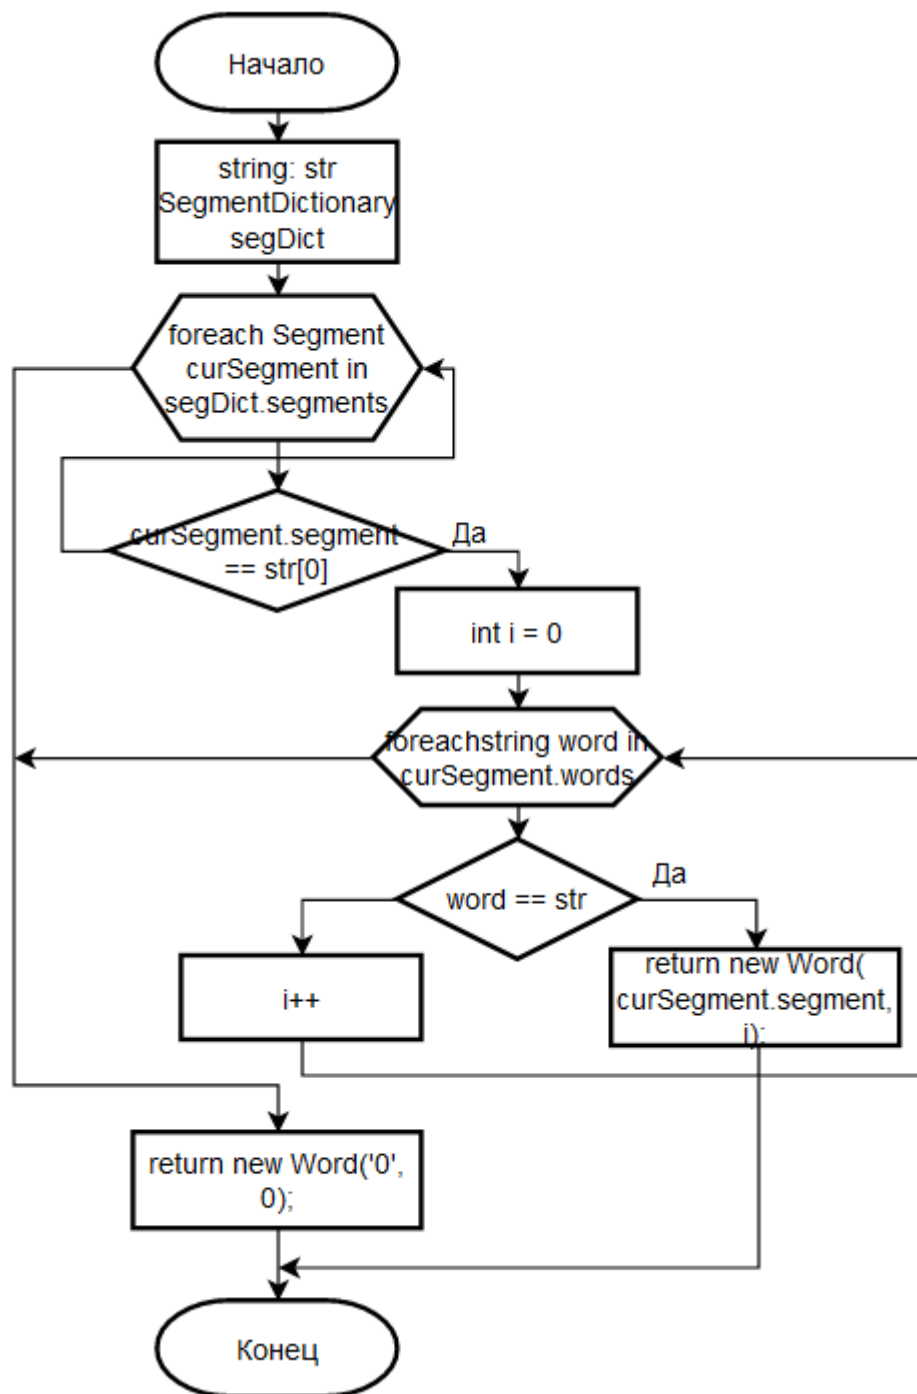 Начало
string: str
SegmentDictionary
segDict
foreach Segment
curSegment in
segDict.segments
curSegment.segment
== str[0]
Да
int i = 0
foreachstring word in
curSegment.words
word == str
Да
i++
return new Word(
curSegment.segment,
i);
return new Word('0',
0);
Конец